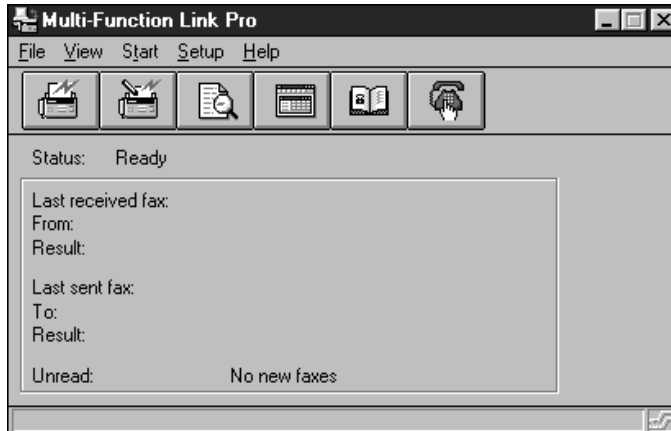 Multi-Function Link Pro
File View Start Setup Help
Status: Ready
Last received fax:
From:
Result:
Last sent fax:
To:
Result:
Unread: No new faxes